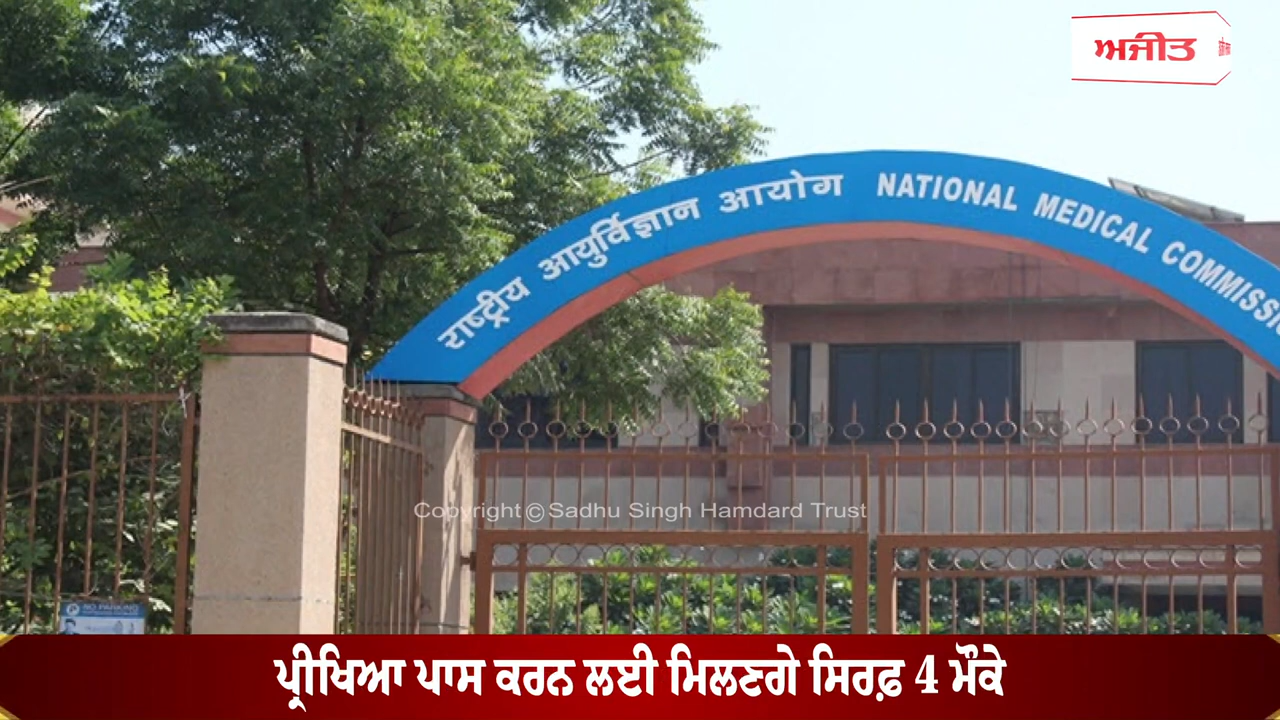 ਅਜੀਤ
राष्ट्रीय आयुर्विज्ञान आयोग NATIONAL MEDICAL COMMISSI
Copyright © Sadhu Singh Hamdard Trust
NO PARKING
ਪ੍ਰੀਖਿਆ ਪਾਸ ਕਰਨ ਲਈ ਮਿਲਣਗੇ ਸਿਰਫ਼ 4 ਮੌਕੇ